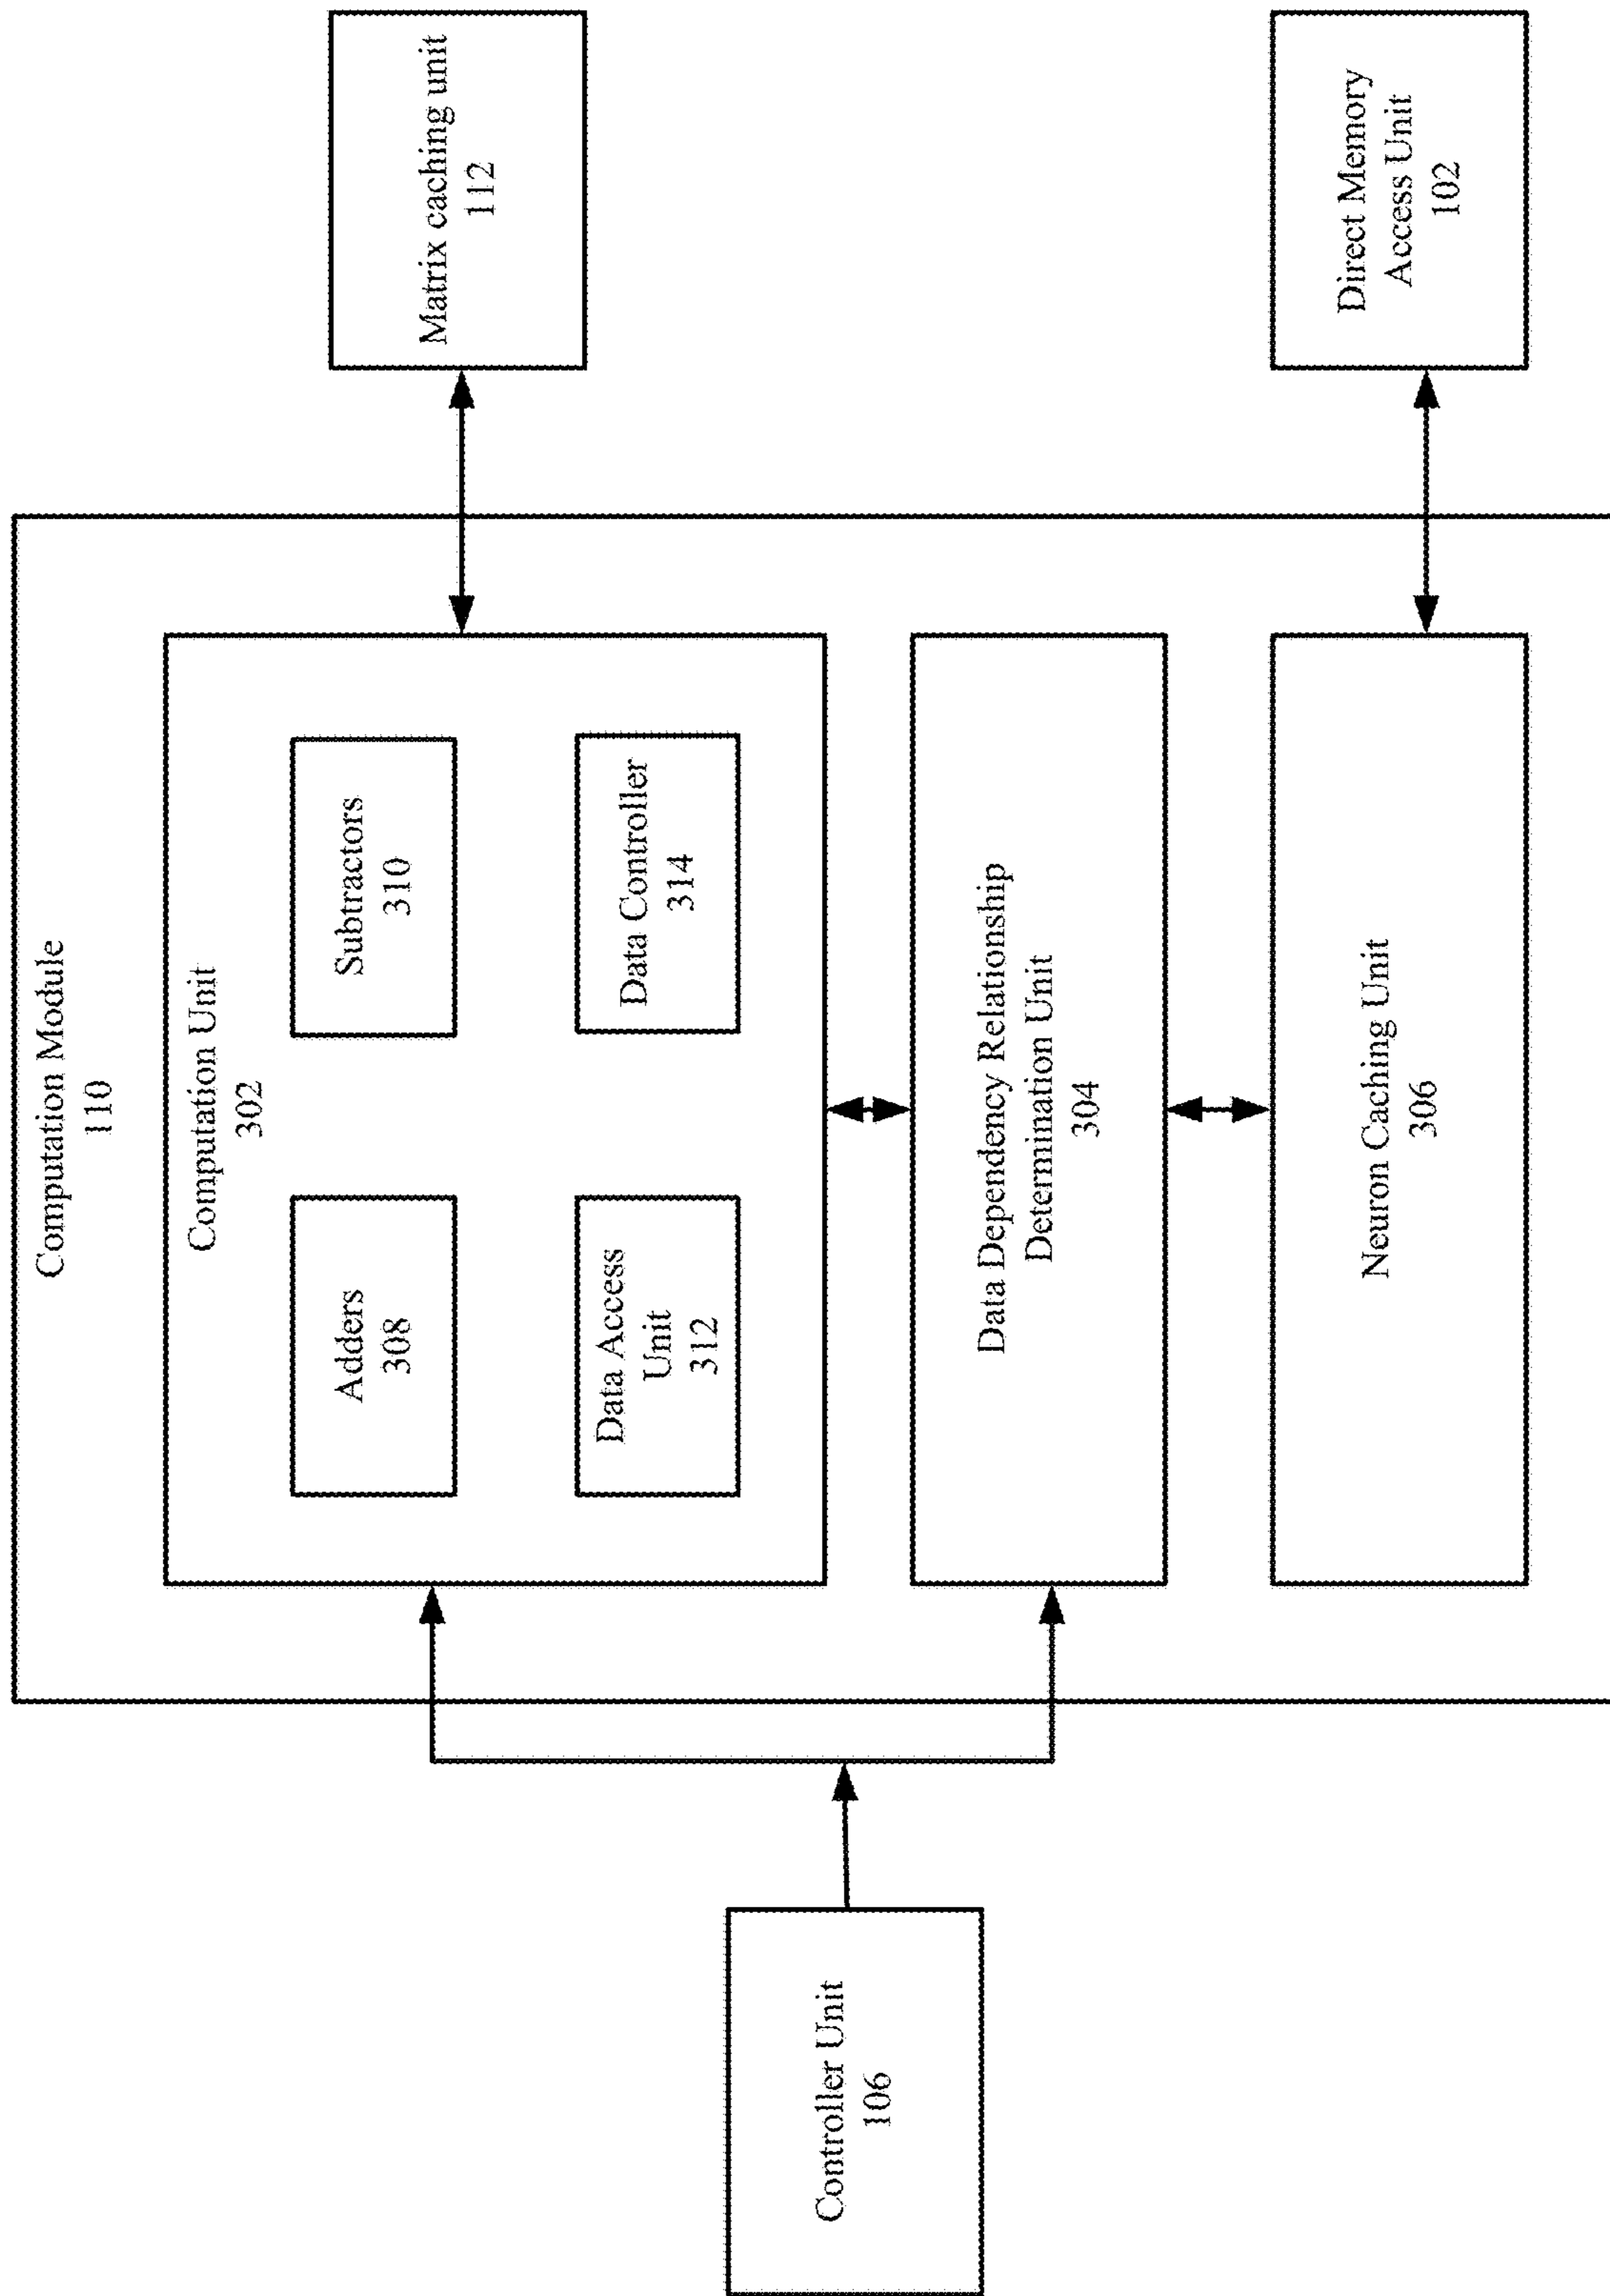 Computation Module
110
Computation Unit
302
Adders
308
Subtractors
310
Data Access
Unit
312
Data Controller
314
Data Dependency Relationship
Determination Unit
304
Neuron Caching Unit
306
Controller Unit
106
Matrix caching unit
112
Direct Memory
Access Unit
102